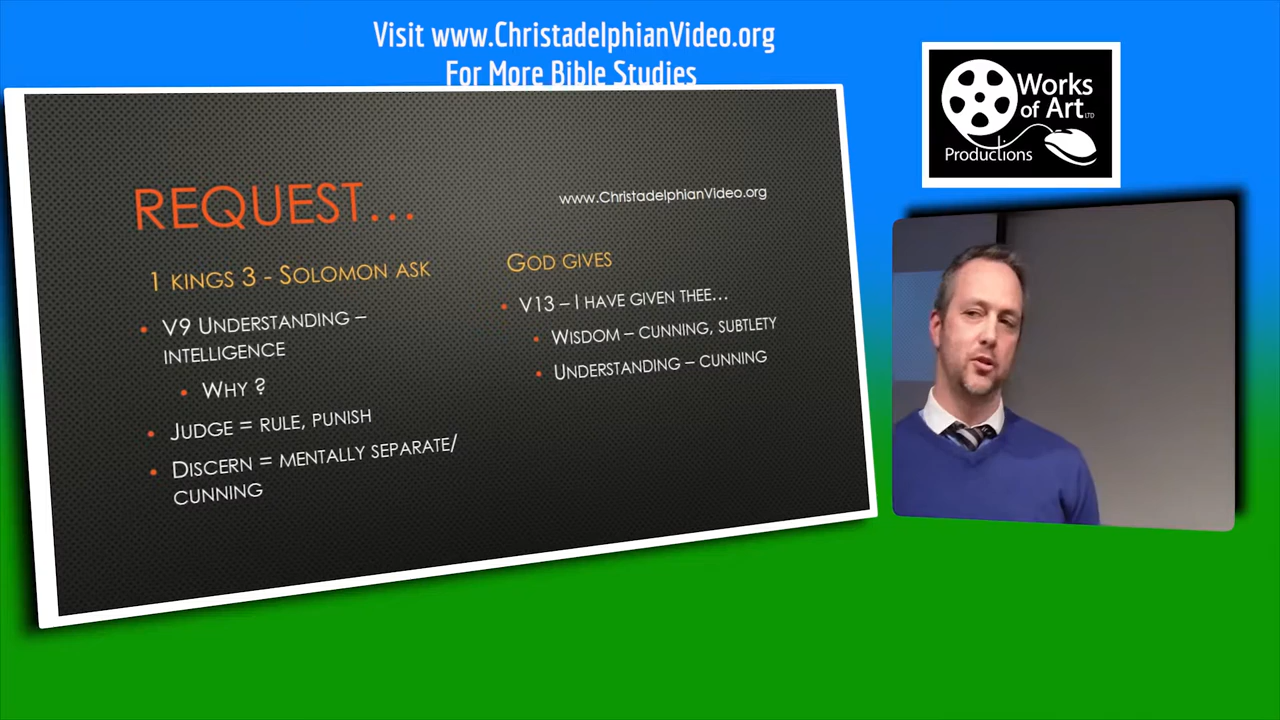 Visit www.ChristadelphianVideo.org
For More Bible Studies
Works
of Art LTD
Productions
REQUEST...
www.ChristadelphianVideo.org
1 KINGS 3 - SOLOMON ASK
• V9 UNDERSTANDING –
INTELLIGENCE
• WHY ?
• JUDGE = RULE, PUNISH
• DISCERN = MENTALLY SEPARATE/
CUNNING
GOD GIVES
• V13 – I HAVE GIVEN THEE...
• WISDOM – CUNNING, SUBTLETY
• UNDERSTANDING – CUNNING